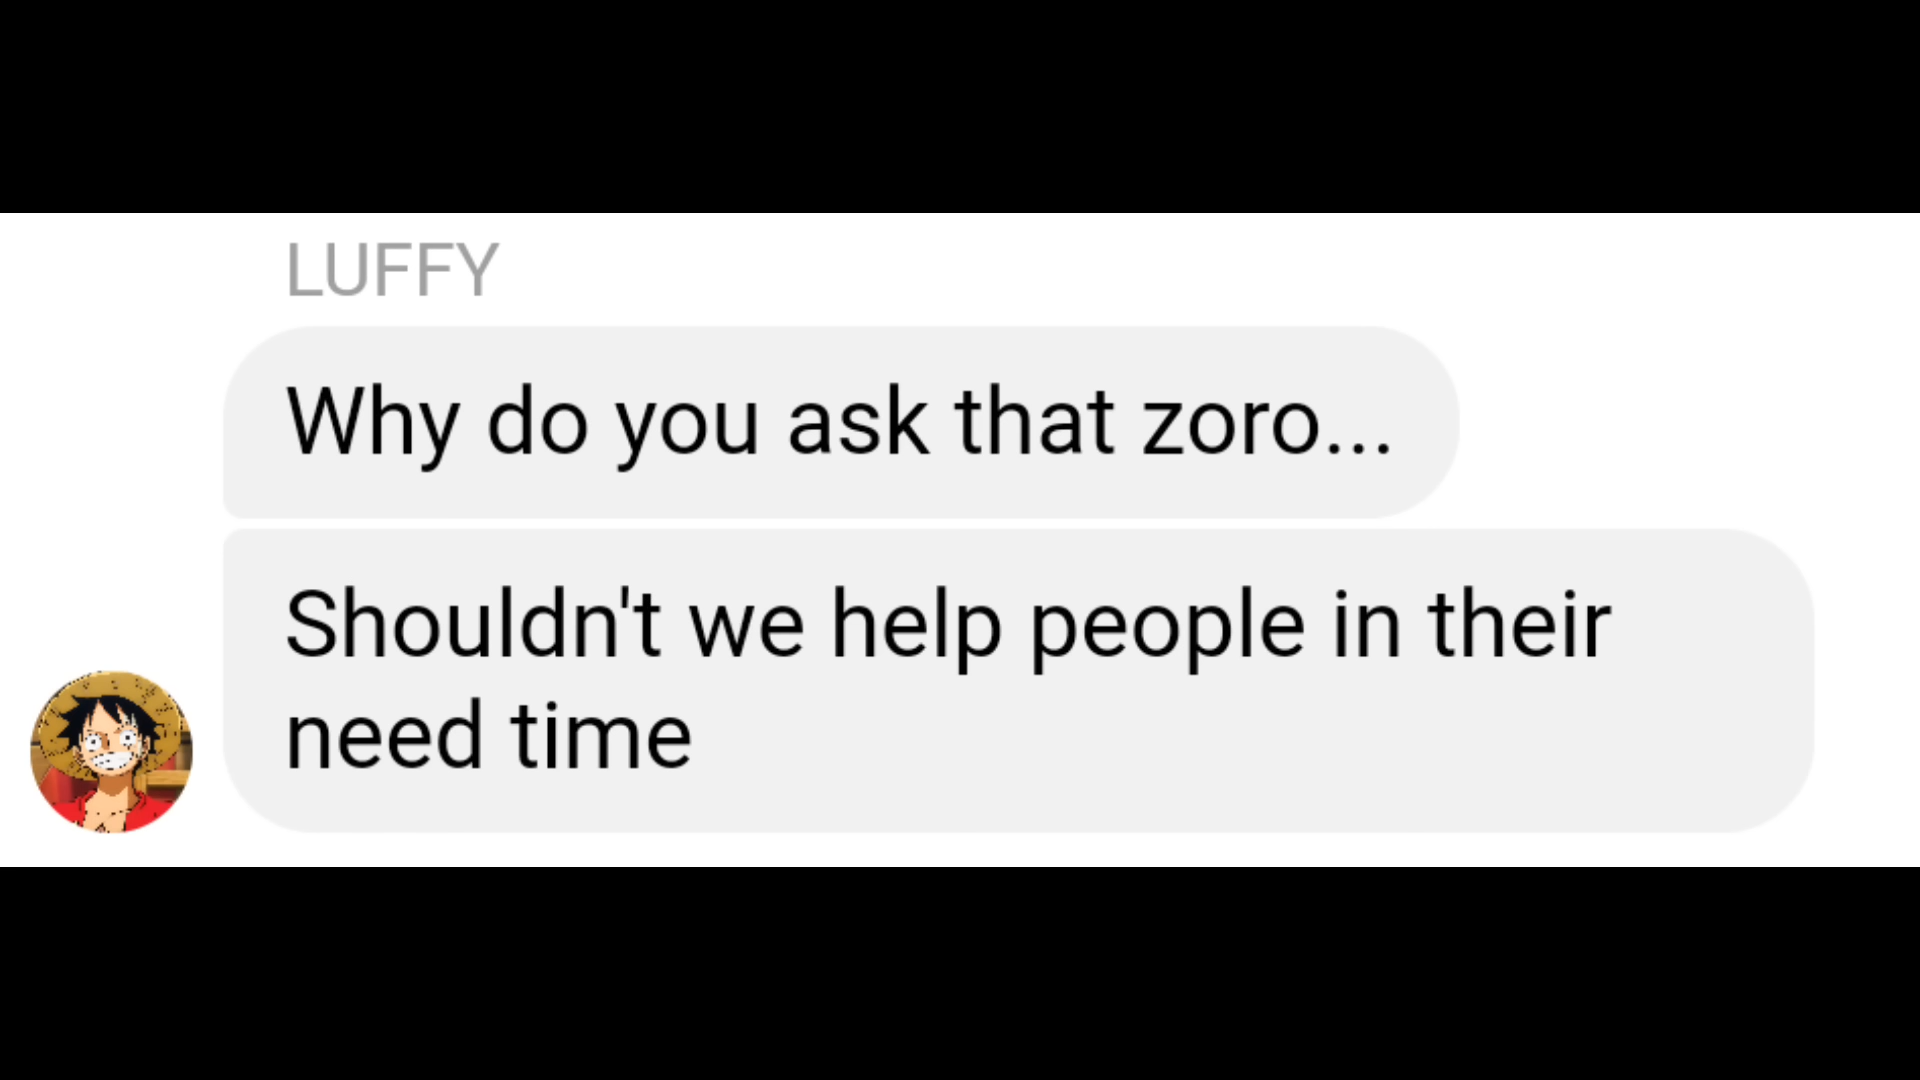 LUFFY
Why do you ask that zoro...
Shouldn't we help people in their
need time